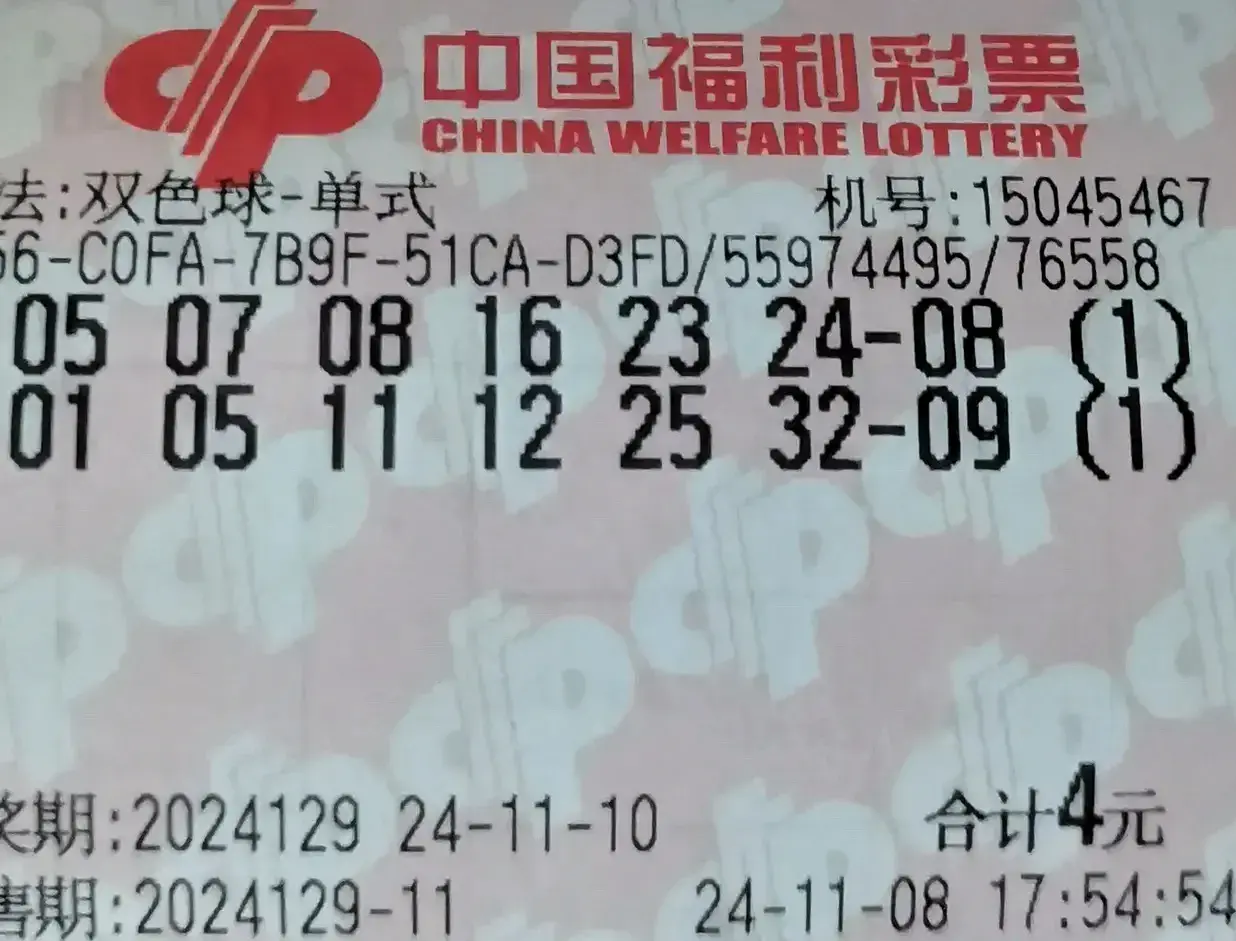 中国福利彩票
CHINA WELFARE LOTTERY
法:双色球-单式 机号:15045467
56-C0FA-7B9F-51CA-D3FD/55974495/76558
05 07 08 16 23 24-08 (1)
01 05 11 12 25 32-09 (1)
奖期:2024129 24-11-10 合计4元
售期:2024129-11 24-11-08 17:54:54